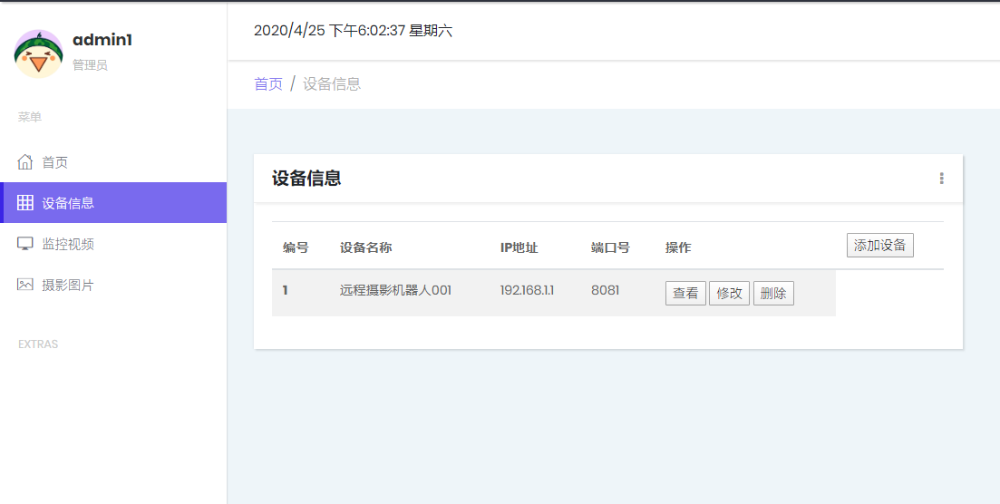 admin1
管理员
菜单
首页
设备信息
监控视频
摄影图片
EXTRAS
2020/4/25 下午6:02:37 星期六
首页 / 设备信息
设备信息
编号 设备名称 IP地址 端口号 操作 添加设备
1 远程摄影机器人001 192.168.1.1 8081 查看 修改 删除